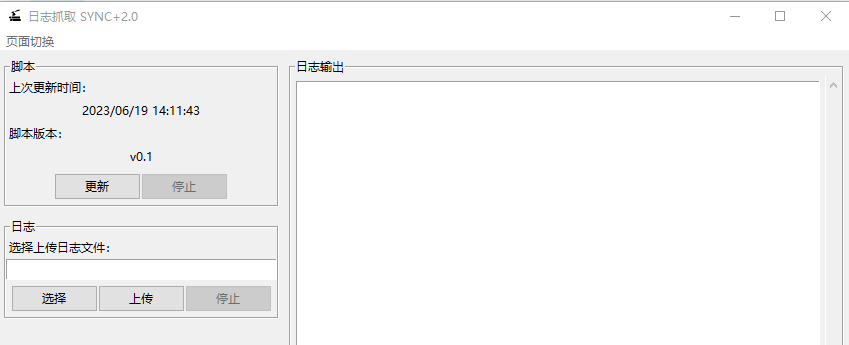 日志抓取 SYNC+2.0
页面切换
脚本
上次更新时间：
2023/06/19 14:11:43
脚本版本：
v0.1
更新 停止
日志
选择上传日志文件：
选择 上传 停止
日志输出